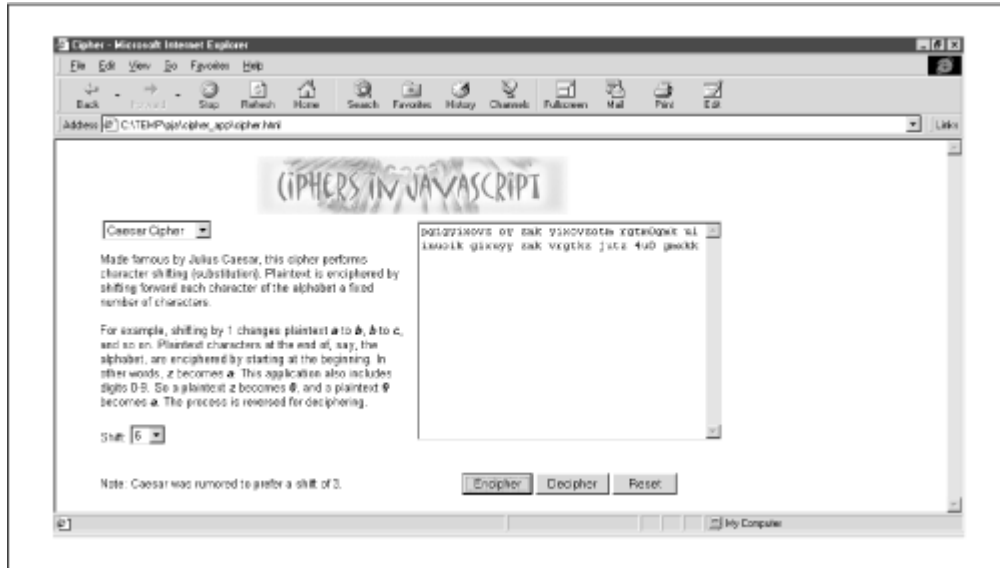 Cipher - Microsoft Internet Explorer
File Edit View Go Favorites Help
Back Forward Stop Refresh Home Search Favorites History Channels Fullscreen Mail Print Edit
Address C:\TEMP\gja\cipher_app\cipher.html Links
CIPHERS IN JAVASCRIPT
Caesar Cipher
Made famous by Julius Caesar, this cipher performs
character shifting (substitution). Plaintext is enciphered by
shifting forward each character of the alphabet a fixed
number of characters.
For example, shifting by 1 changes plaintext a to b, b to c,
and so on. Plaintext characters at the end of, say, the
alphabet, are enciphered by starting at the beginning. In
other words, z becomes a. This application also includes
digits 0-9. So a plaintext z becomes 0, and a plaintext 9
becomes a. The process is reversed for deciphering.
Shift: 6
Note: Caesar was rumored to prefer a shift of 3.
oy znk
Encipher Decipher Reset
My Computer